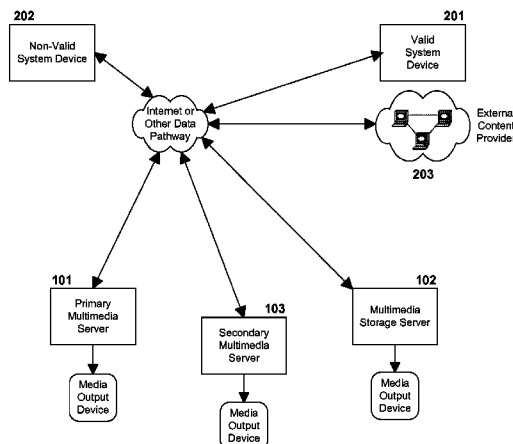 202
Non-Valid
System Device
201
Valid
System
Device
Internet or
Other Data
Pathway
External
Content
Provider
203
101
Primary
Multimedia
Server
103
Secondary
Multimedia
Server
102
Multimedia
Storage Server
Media
Output
Device
Media
Output
Device
Media
Output
Device